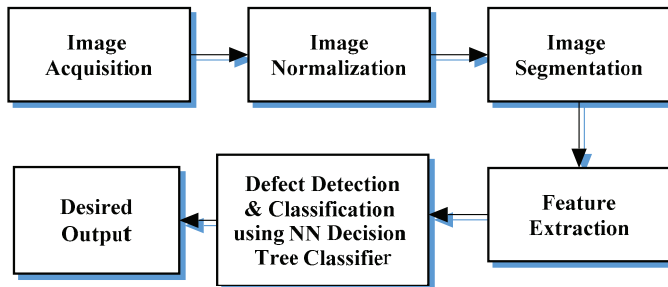 Image
Acquisition
Image
Normalization
Image
Segmentation
Feature
Extraction
Defect Detection
& Classification
using NN Decision
Tree Classifier
Desired
Output